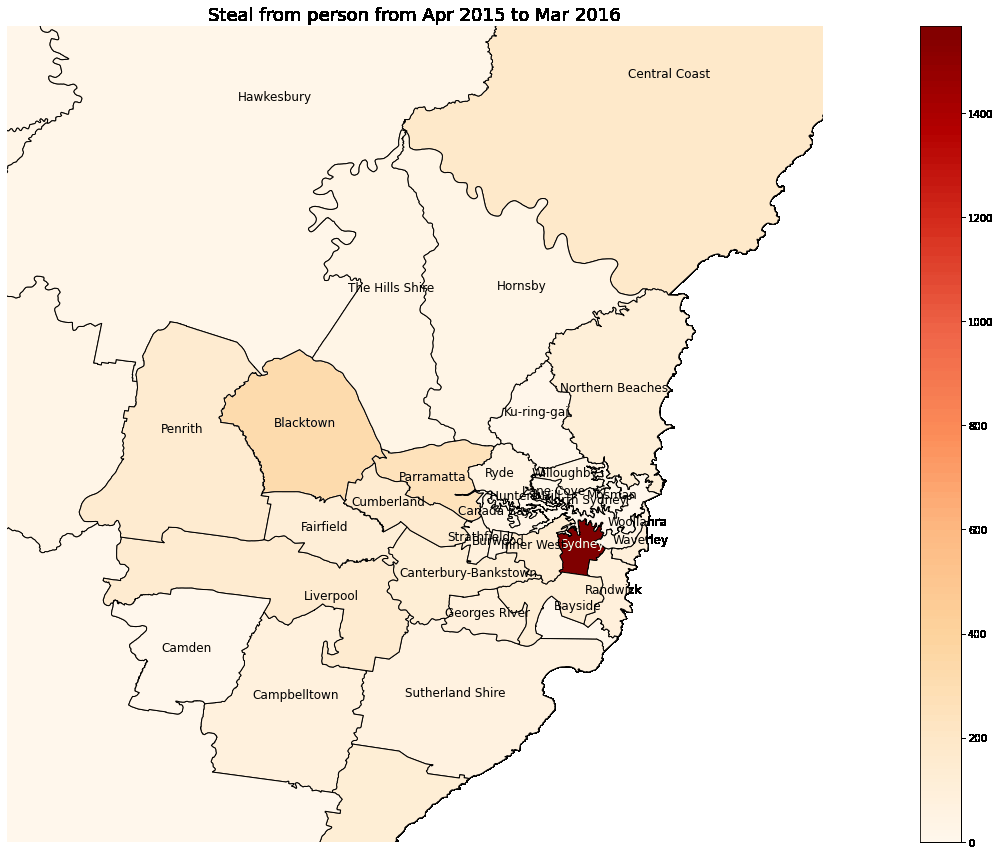 Steal from person from Apr 2015 to Mar 2016
Central Coast
Hawkesbury
The Hills Shire
Hornsby
Northern Beaches
Ku-ring-gai
Blacktown
Penrith
Parramatta
Ryde
Willoughby
Lane Cove
Mosman
North Sydney
Cumberland
Canada Bay
Fairfield
Woollahra
Strathfield
Burwood
Inner West
Sydney
Waverley
Canterbury-Bankstown
Liverpool
Randwick
Bayside
Georges River
Camden
Campbelltown
Sutherland Shire
1400
1200
1000
800
600
400
200
0